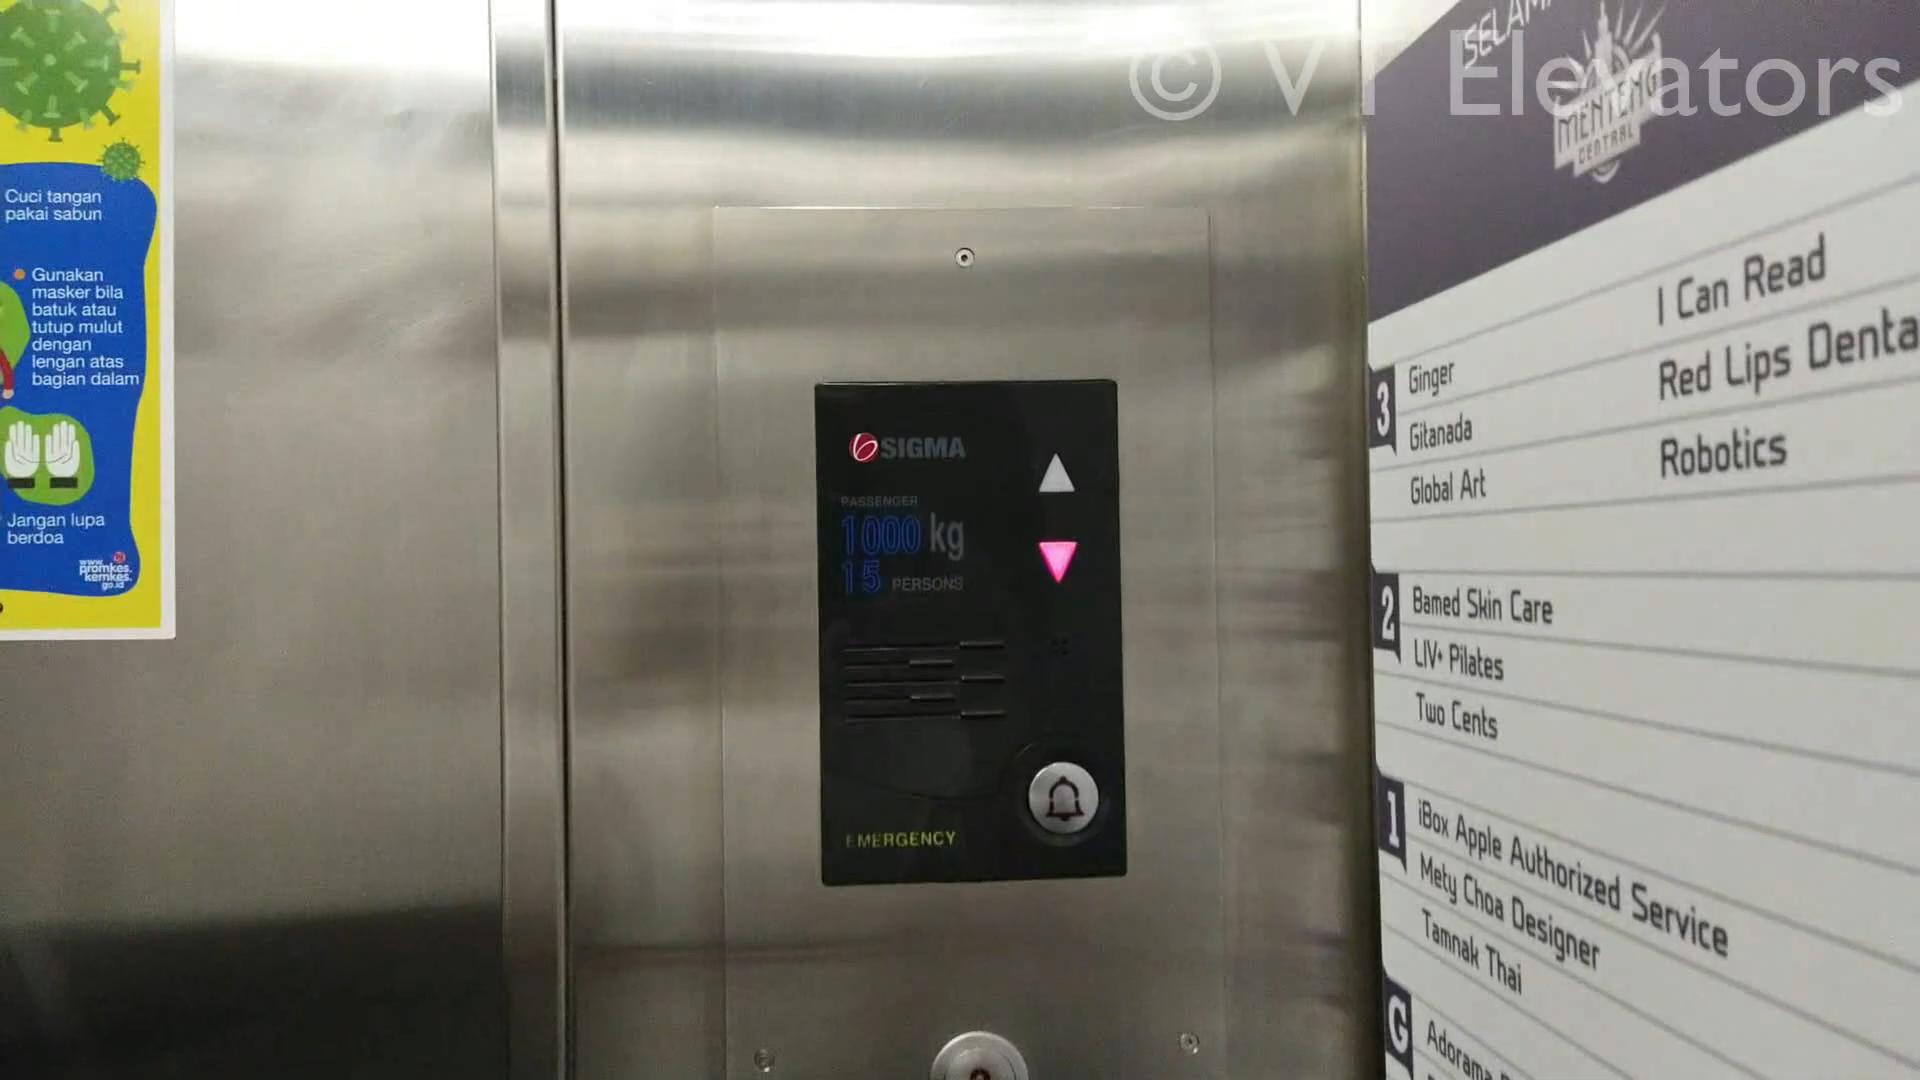 © VT Elevators
Cuci tangan
pakai sabun
Gunakan
masker bila
batuk atau
tutup mulut
dengan
lengan atas
bagian dalam
Jangan lupa
berdoa
www.
promkes.
kemkes.
go.id
SIGMA
PASSENGER
1000 kg
15 PERSONS
EMERGENCY
MENTENG
CENTRAL
3
Ginger
Gitanada
Global Art
I Can Read
Red Lips Denta
Robotics
2
Bamed Skin Care
LIV+ Pilates
Two Cents
1
iBox Apple Authorized Service
Mety Choa Designer
Tamnak Thai
G
Adorama